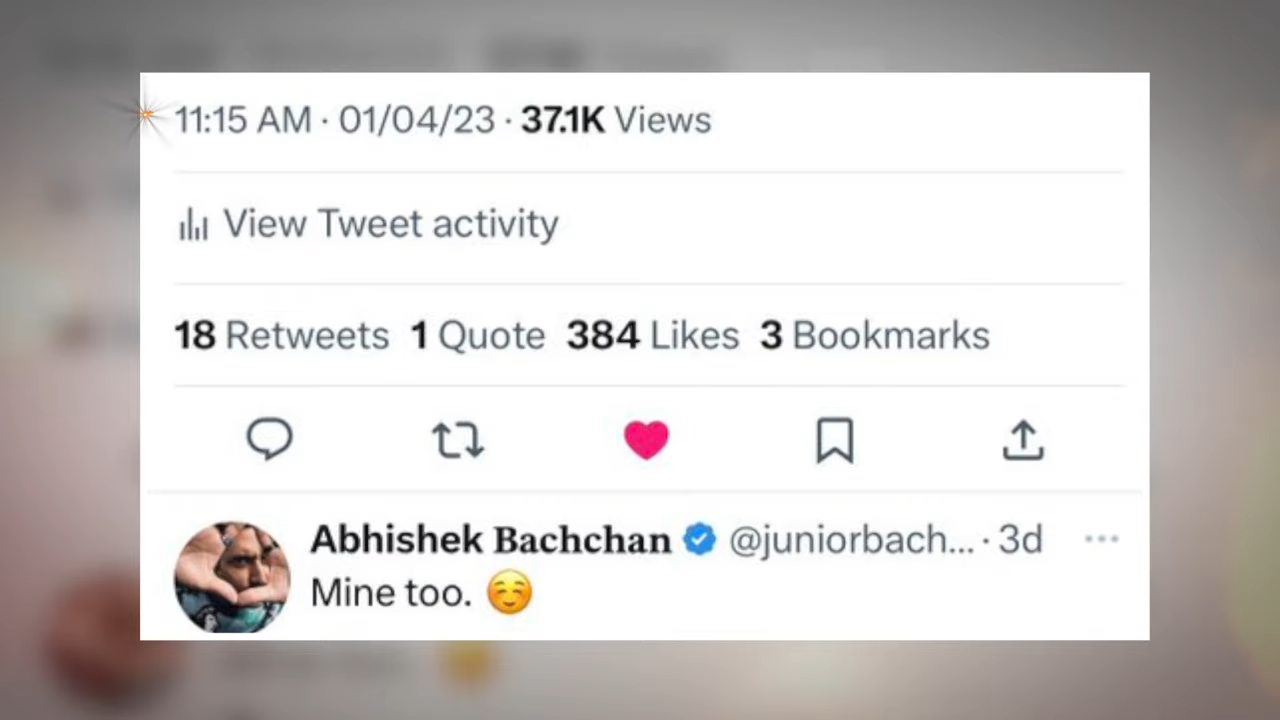 11:15 AM · 01/04/23 · 37.1K Views
View Tweet activity
18 Retweets 1 Quote 384 Likes 3 Bookmarks
Abhishek Bachchan @juniorbach... · 3d
Mine too. ☺️